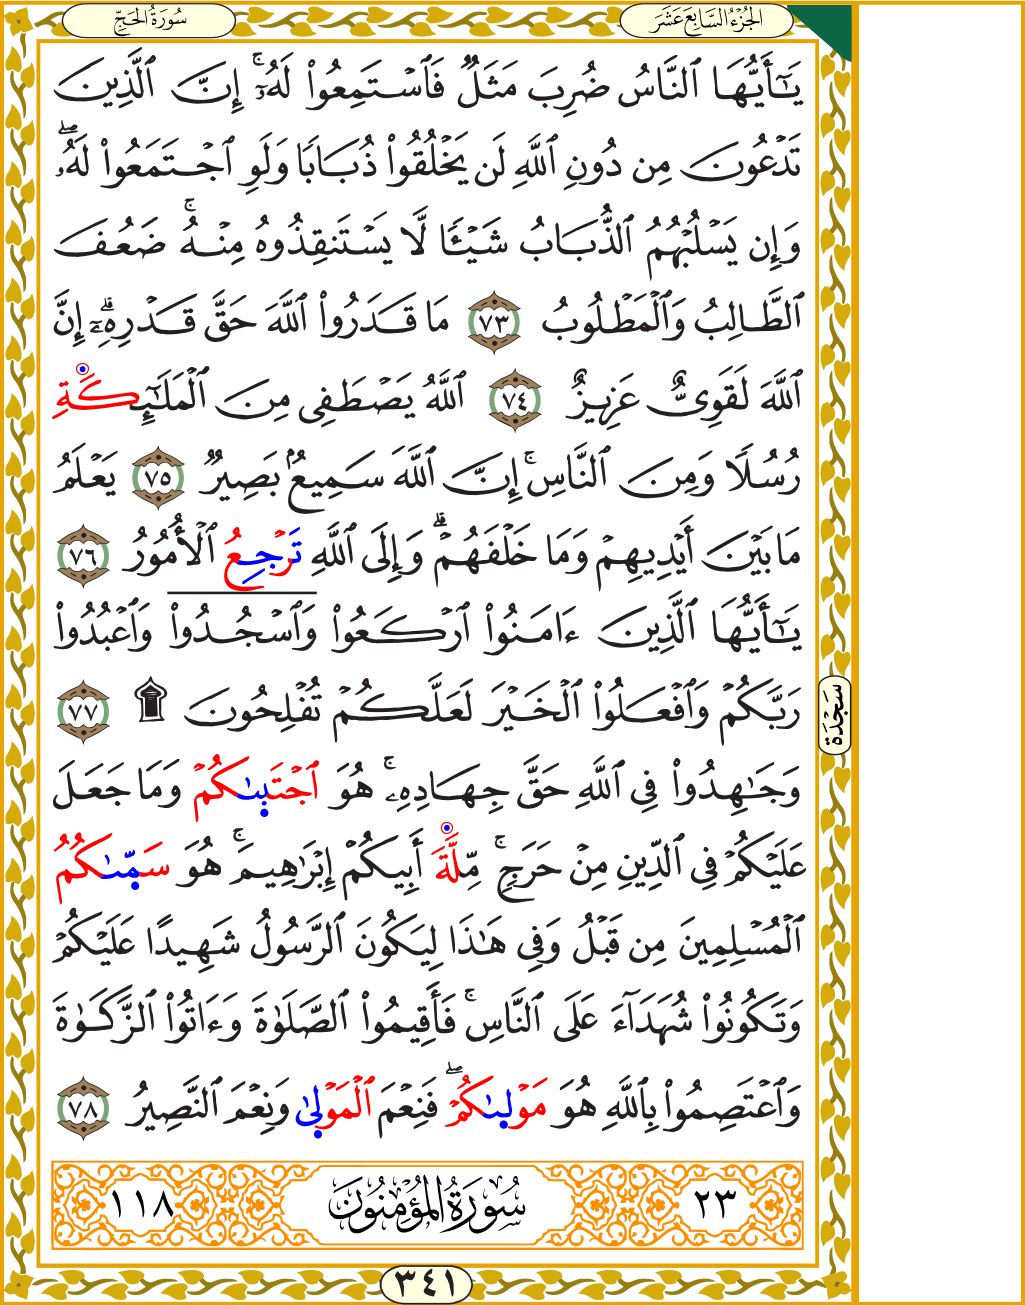 الجُزْءُ السَّابِعَ عَشَرَ
سُورَةُ الحَجِّ
يَٰٓأَيُّهَا ٱلنَّاسُ ضُرِبَ مَثَلٌ فَٱسْتَمِعُوا۟ لَهُۥٓ ۚ إِنَّ ٱلَّذِينَ
تَدْعُونَ مِن دُونِ ٱللَّهِ لَن يَخْلُقُوا۟ ذُبَابًا وَلَوِ ٱجْتَمَعُوا۟ لَهُۥ ۖ
وَإِن يَسْلُبْهُمُ ٱلذُّبَابُ شَيْـًٔا لَّا يَسْتَنقِذُوهُ مِنْهُ ۚ ضَعُفَ
ٱلطَّالِبُ وَٱلْمَطْلُوبُ ٧٣ مَا قَدَرُوا۟ ٱللَّهَ حَقَّ قَدْرِهِۦٓ ۗ إِنَّ
ٱللَّهَ لَقَوِىٌّ عَزِيزٌ ٧٤ ٱللَّهُ يَصْطَفِى مِنَ ٱلْمَلَٰٓئِكَةِ
رُسُلًا وَمِنَ ٱلنَّاسِ ۚ إِنَّ ٱللَّهَ سَمِيعٌۢ بَصِيرٌ ٧٥ يَعْلَمُ
مَا بَيْنَ أَيْدِيهِمْ وَمَا خَلْفَهُمْ ۗ وَإِلَى ٱللَّهِ تَرْجِعُ ٱلْأُمُورُ ٧٦
يَٰٓأَيُّهَا ٱلَّذِينَ ءَامَنُوا۟ ٱرْكَعُوا۟ وَٱسْجُدُوا۟ وَٱعْبُدُوا۟
رَبَّكُمْ وَٱفْعَلُوا۟ ٱلْخَيْرَ لَعَلَّكُمْ تُفْلِحُونَ ۩ ٧٧
سَجْدَة
وَجَٰهِدُوا۟ فِى ٱللَّهِ حَقَّ جِهَادِهِۦ ۚ هُوَ ٱجْتَبىٰكُمْ وَمَا جَعَلَ
عَلَيْكُمْ فِى ٱلدِّينِ مِنْ حَرَجٍ ۚ مِّلَّةَ أَبِيكُمْ إِبْرَٰهِيمَ ۚ هُوَ سَمّىٰكُمُ
ٱلْمُسْلِمِينَ مِن قَبْلُ وَفِى هَٰذَا لِيَكُونَ ٱلرَّسُولُ شَهِيدًا عَلَيْكُمْ
وَتَكُونُوا۟ شُهَدَآءَ عَلَى ٱلنَّاسِ ۚ فَأَقِيمُوا۟ ٱلصَّلَوٰةَ وَءَاتُوا۟ ٱلزَّكَوٰةَ
وَٱعْتَصِمُوا۟ بِٱللَّهِ هُوَ مَوْلىٰكُمْ ۖ فَنِعْمَ ٱلْمَوْلىٰ وَنِعْمَ ٱلنَّصِيرُ ٧٨
٢٣ سُورَةُ المُؤْمِنُونَ ١١٨
٣٤١